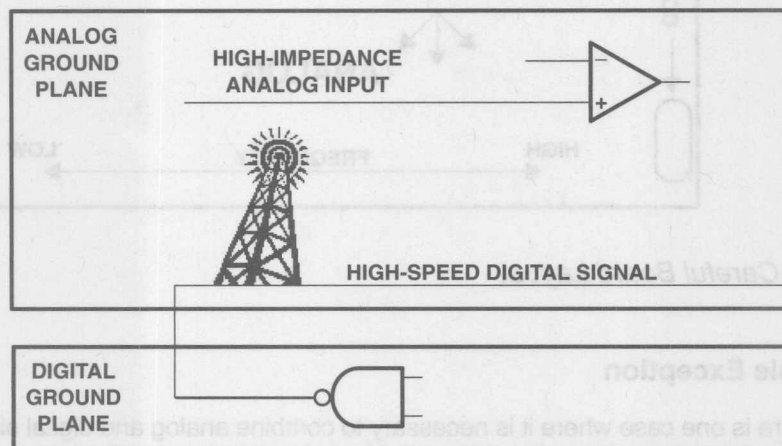 ANALOG
GROUND
PLANE
HIGH-IMPEDANCE
ANALOG INPUT
−
+
HIGH-SPEED DIGITAL SIGNAL
DIGITAL
GROUND
PLANE